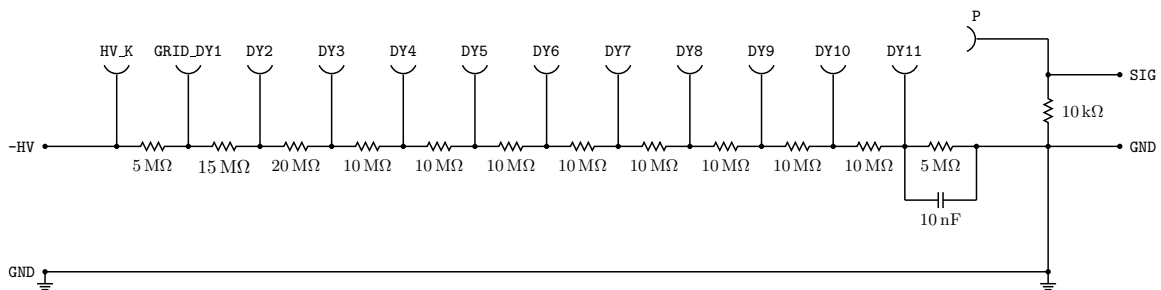 P
HV_K GRID_DY1 DY2 DY3 DY4 DY5 DY6 DY7 DY8 DY9 DY10 DY11
SIG
10 kΩ
-HV GND
5 MΩ 15 MΩ 20 MΩ 10 MΩ 10 MΩ 10 MΩ 10 MΩ 10 MΩ 10 MΩ 10 MΩ 10 MΩ 5 MΩ
10 nF
GND